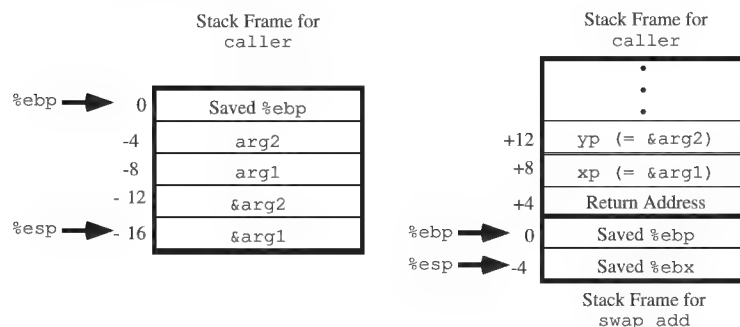 Stack Frame for
caller
%ebp 0 Saved %ebp
-4 arg2
-8 arg1
- 12 &arg2
%esp - 16 &arg1
Stack Frame for
caller
+12 yp (= &arg2)
+8 xp (= &arg1)
+4 Return Address
%ebp 0 Saved %ebp
%esp -4 Saved %ebx
Stack Frame for
swap add